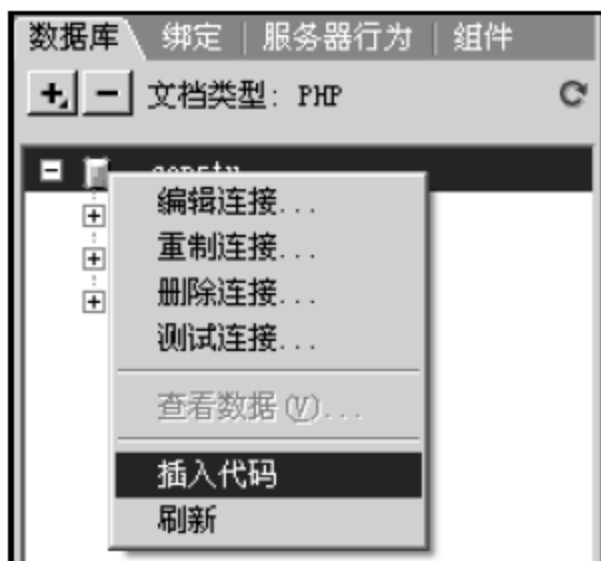 数据库 绑定 服务器行为 组件
文档类型: PHP
编辑连接...
重制连接...
删除连接...
测试连接...
查看数据(V)...
插入代码
刷新